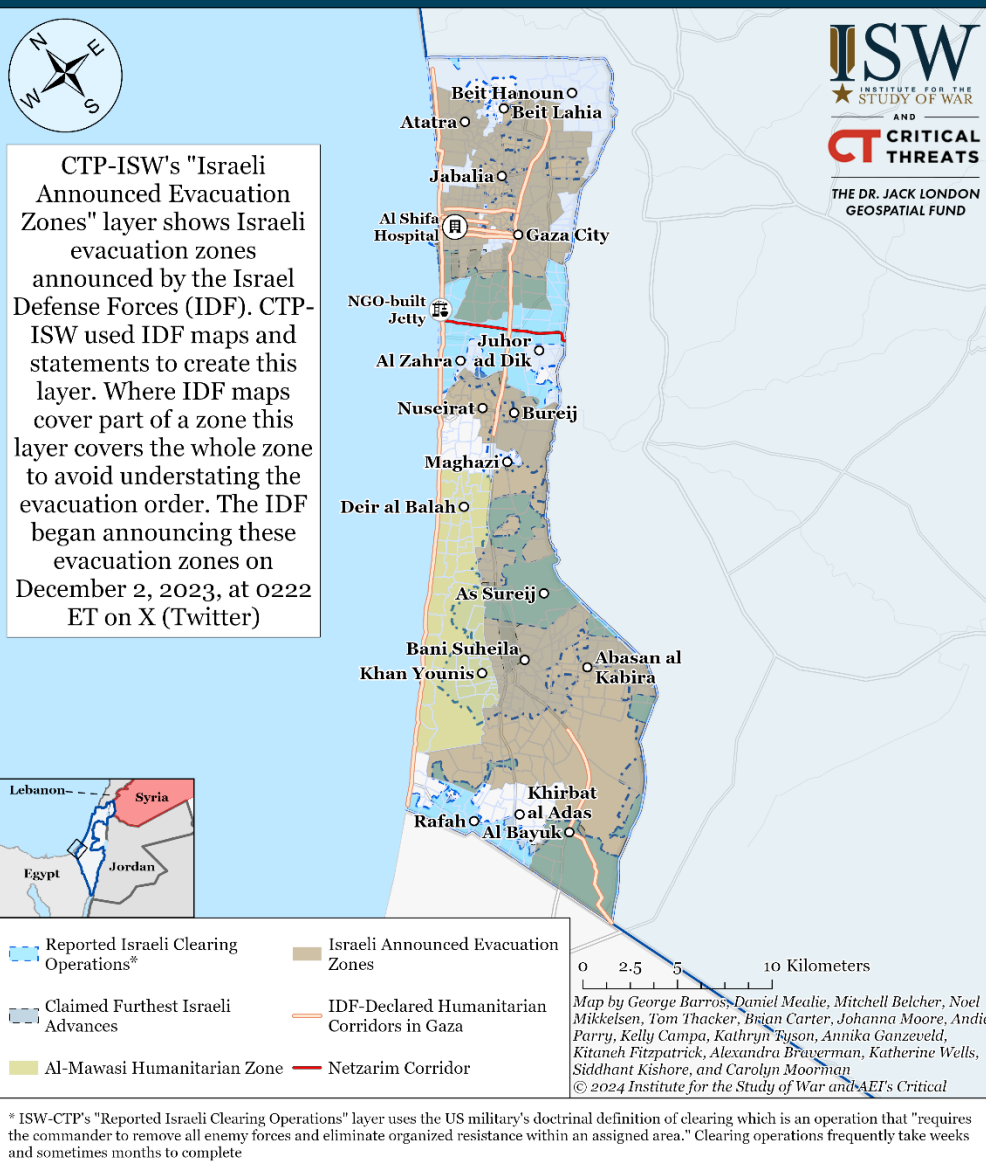 N
E
W
S
ISW
INSTITUTE FOR THE
STUDY OF WAR
AND
CT CRITICAL
THREATS
THE DR. JACK LONDON
GEOSPATIAL FUND
CTP-ISW's "Israeli
Announced Evacuation
Zones" layer shows Israeli
evacuation zones
announced by the Israel
Defense Forces (IDF). CTP-
ISW used IDF maps and
statements to create this
layer. Where IDF maps
cover part of a zone this
layer covers the whole zone
to avoid understating the
evacuation order. The IDF
began announcing these
evacuation zones on
December 2, 2023, at 0222
ET on X (Twitter)
Beit Hanoun
Beit Lahia
Atatra
Jabalia
Al Shifa
Hospital
Gaza City
NGO-built
Jetty
Juhor
ad Dik
Al Zahra
Nuseirat
Bureij
Maghazi
Deir al Balah
As Sureij
Bani Suheila
Abasan al
Kabira
Khan Younis
Khirbat
al Adas
Rafah
Al Bayuk
Lebanon
Syria
Egypt
Jordan
Reported Israeli Clearing
Operations*
Claimed Furthest Israeli
Advances
Al-Mawasi Humanitarian Zone
Israeli Announced Evacuation
Zones
IDF-Declared Humanitarian
Corridors in Gaza
Netzarim Corridor
0 2.5 5 10 Kilometers
Map by George Barros, Daniel Mealie, Mitchell Belcher, Noel
Mikkelsen, Tom Thacker, Brian Carter, Johanna Moore, Andie
Parry, Kelly Campa, Kathryn Tyson, Annika Ganzeveld,
Kitaneh Fitzpatrick, Alexandra Braverman, Katherine Wells,
Siddhant Kishore, and Carolyn Moorman
© 2024 Institute for the Study of War and AEI's Critical
* ISW-CTP's "Reported Israeli Clearing Operations" layer uses the US military's doctrinal definition of clearing which is an operation that "requires
the commander to remove all enemy forces and eliminate organized resistance within an assigned area." Clearing operations frequently take weeks
and sometimes months to complete